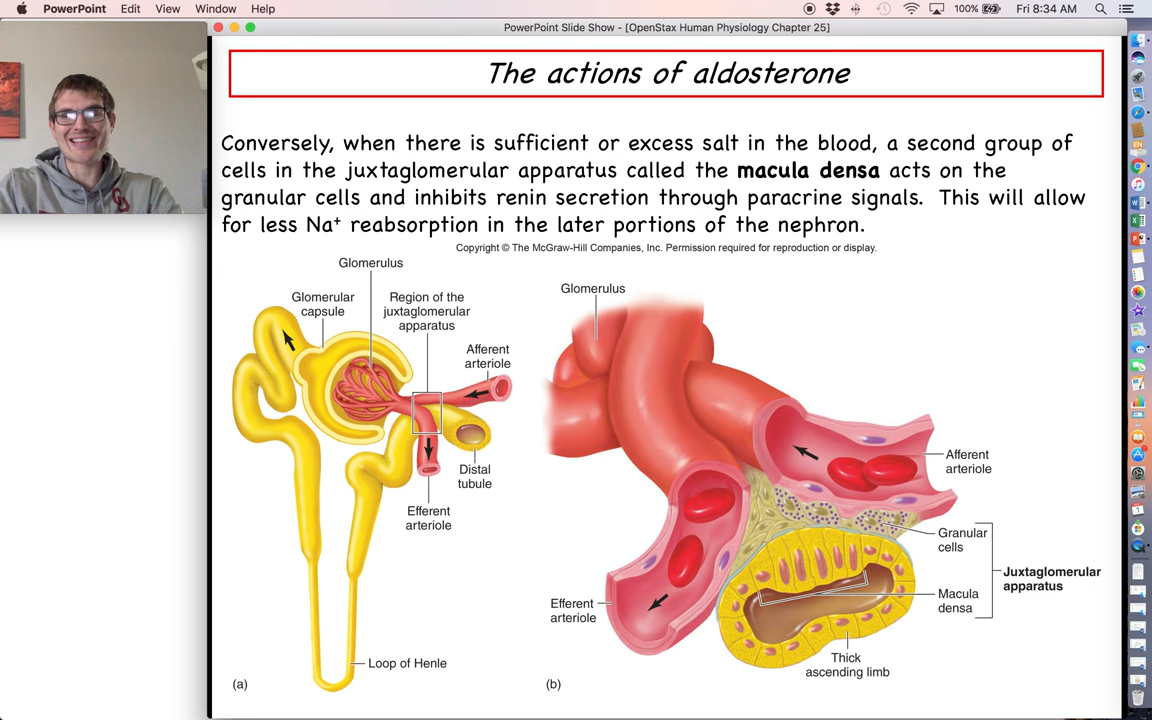 PowerPoint Edit View Window Help
100% Fri 8:34 AM
PowerPoint Slide Show - [OpenStax Human Physiology Chapter 25]
The actions of aldosterone
Conversely, when there is sufficient or excess salt in the blood, a second group of
cells in the juxtaglomerular apparatus called the macula densa acts on the
granular cells and inhibits renin secretion through paracrine signals. This will allow
for less Na⁺ reabsorption in the later portions of the nephron.
Copyright © The McGraw-Hill Companies, Inc. Permission required for reproduction or display.
Glomerulus
Glomerular
capsule
Region of the
juxtaglomerular
apparatus
Afferent
arteriole
Distal
tubule
Efferent
arteriole
Loop of Henle
(a)
Glomerulus
Afferent
arteriole
Granular
cells
Juxtaglomerular
apparatus
Macula
densa
Efferent
arteriole
Thick
ascending limb
(b)